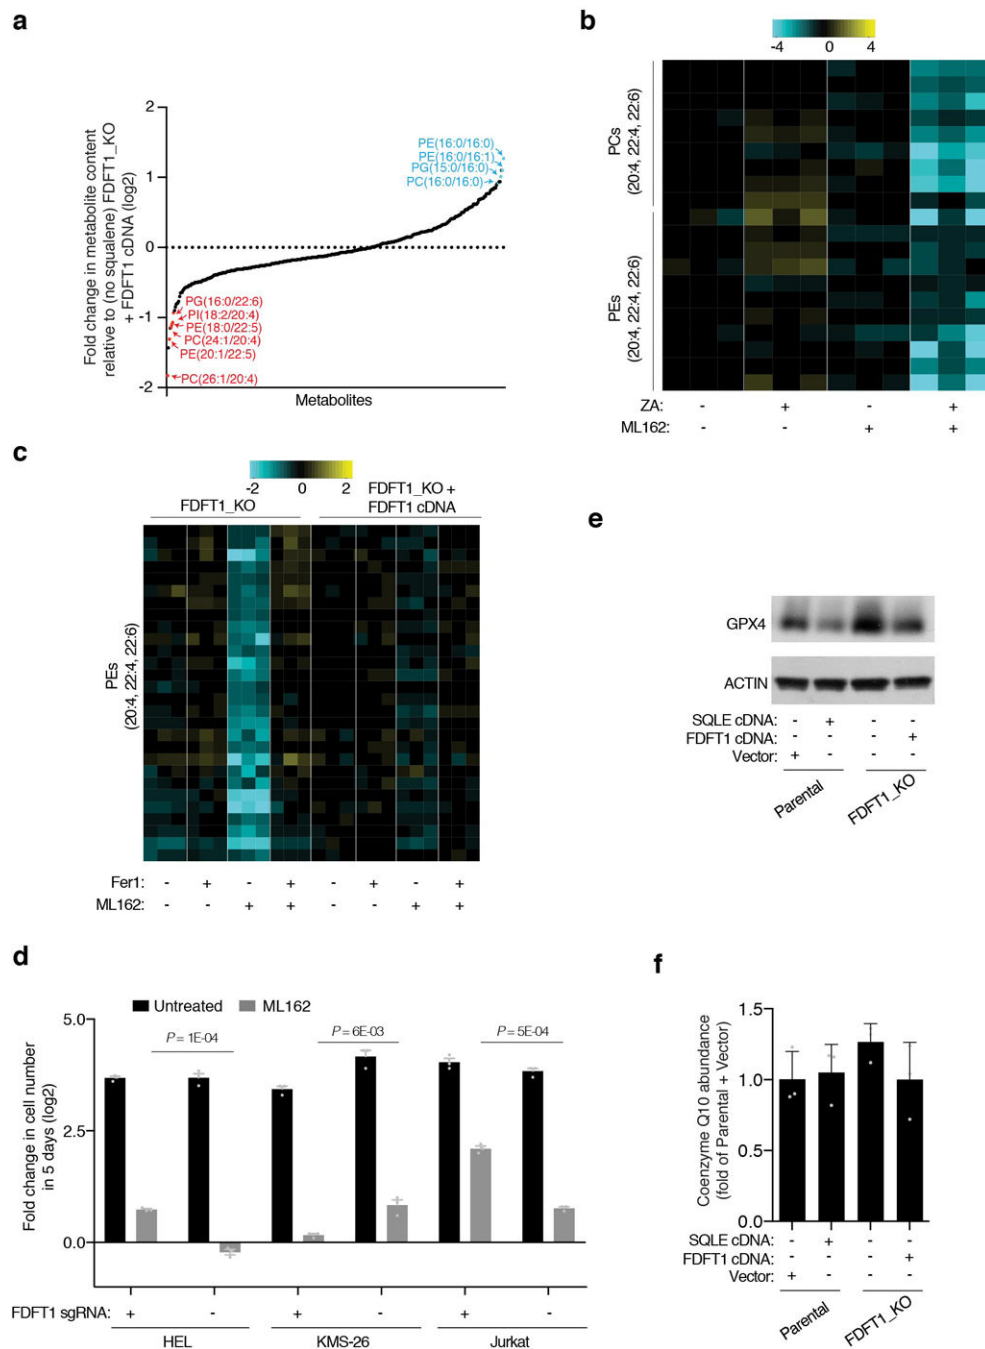 a
Fold change in metabolite content
relative to (no squalene) FDFT1_KO
+ FDFT1 cDNA (log2)
2
1
0
-1
-2
PE(16:0/16:0)
PE(16:0/16:1)
PG(15:0/16:0)
PC(16:0/16:0)
PG(16:0/22:6)
PI(18:2/20:4)
PE(18:0/22:5)
PC(24:1/20:4)
PE(20:1/22:5)
PC(26:1/20:4)
Metabolites
b
-4 0 4
PCs
(20:4, 22:4, 22:6)
PEs
(20:4, 22:4, 22:6)
ZA: - + - +
ML162: - - + +
c
-2 0 2
FDFT1_KO
FDFT1_KO +
FDFT1 cDNA
PEs
(20:4, 22:4, 22:6)
Fer1: - + - + - + - +
ML162: - - + + - - + +
e
GPX4
ACTIN
SQLE cDNA: - + - -
FDFT1 cDNA: - - - +
Vector: + - - -
Parental
FDFT1_KO
d
Untreated
ML162
Fold change in cell number
in 5 days (log2)
5.0
2.5
0.0
P = 1E-04
P = 6E-03
P = 5E-04
FDFT1 sgRNA: + - + - + -
HEL
KMS-26
Jurkat
f
Coenzyme Q10 abundance
(fold of Parental + Vector)
1.5
1.0
0.5
0.0
SQLE cDNA: - + - -
FDFT1 cDNA: - - - +
Vector: + - - -
Parental
FDFT1_KO